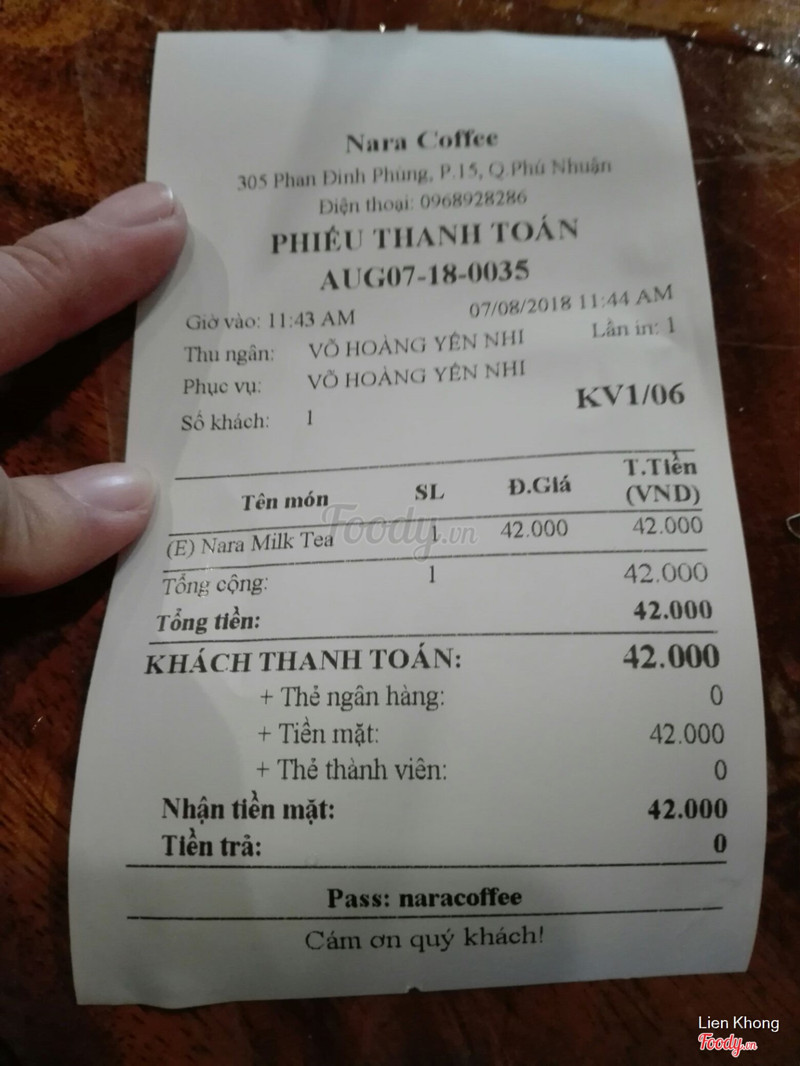 Nara Coffee
305 Phan Đình Phùng, P.15, Q.Phú Nhuận
Điện thoại: 0968928286
PHIẾU THANH TOÁN
AUG07-18-0035
Giờ vào: 11:43 AM 07/08/2018 11:44 AM
Thu ngân: VÕ HOÀNG YẾN NHI Lần in: 1
Phục vụ: VÕ HOÀNG YẾN NHI
Số khách: 1 KV1/06
Tên món SL Đ.Giá T.Tiền (VND)
(E) Nara Milk Tea 1 42.000 42.000
Foody.vn
Tổng cộng: 1 42.000
Tổng tiền: 42.000
KHÁCH THANH TOÁN: 42.000
+ Thẻ ngân hàng: 0
+ Tiền mặt: 42.000
+ Thẻ thành viên: 0
Nhận tiền mặt: 42.000
Tiền trả: 0
Pass: naracoffee
Cám ơn quý khách!
Lien Khong
Foody.vn